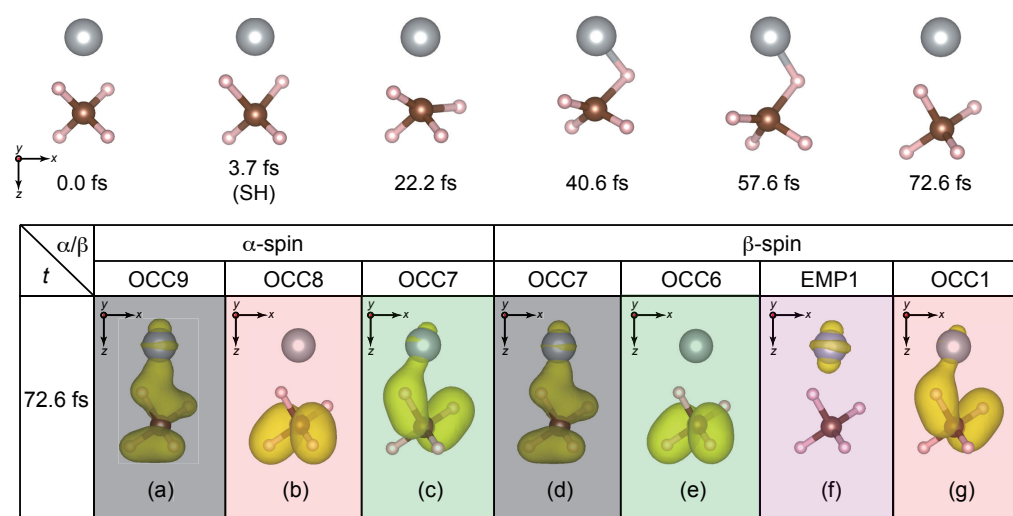 y
x
z
0.0 fs
3.7 fs
(SH)
22.2 fs
40.6 fs
57.6 fs
72.6 fs
α/β
t
α-spin
β-spin
OCC9
OCC8
OCC7
OCC7
OCC6
EMP1
OCC1
72.6 fs
y
x
z
y
x
z
y
x
z
y
x
z
y
x
z
y
x
z
y
x
z
(a)
(b)
(c)
(d)
(e)
(f)
(g)